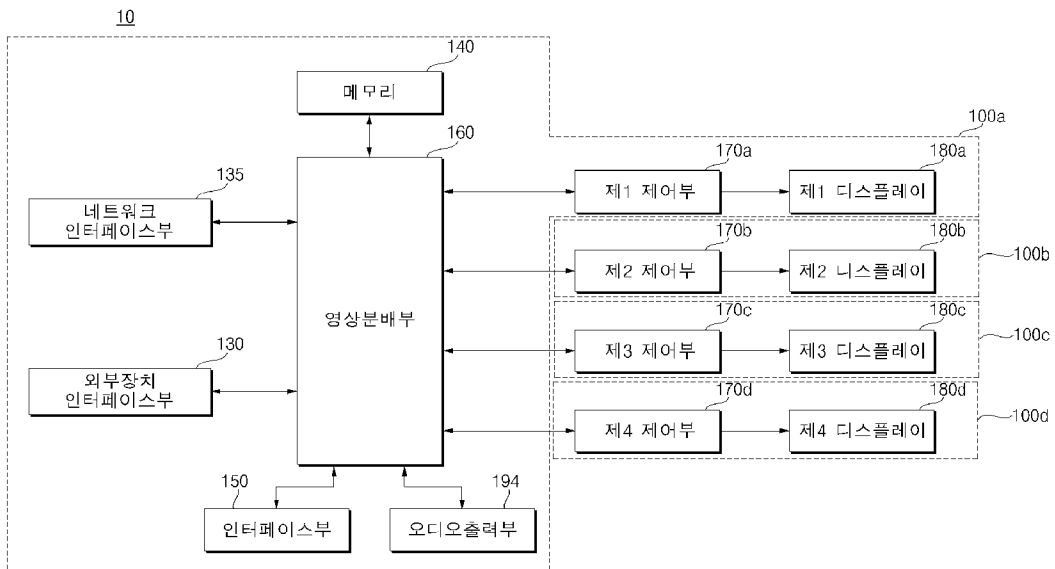 10
140
메모리
160
100a
135
170a
180a
네트워크
인터페이스부
제1 제어부
제1 디스플레이
170b
180b
100b
제2 제어부
제2 니스플레이
영상분배부
170c
180c
100c
제3 제어부
제3 디스플레이
130
외부장치
인터페이스부
170d
180d
100d
제4 제어부
제4 디스플레이
150
194
인터페이스부
오디오출력부